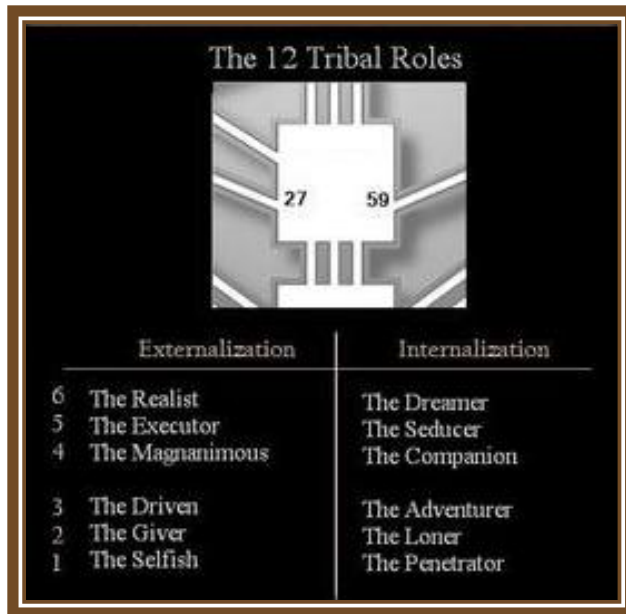 The 12 Tribal Roles
27 59
Externalization Internalization
6 The Realist The Dreamer
5 The Executor The Seducer
4 The Magnanimous The Companion
3 The Driven The Adventurer
2 The Giver The Loner
1 The Selfish The Penetrator